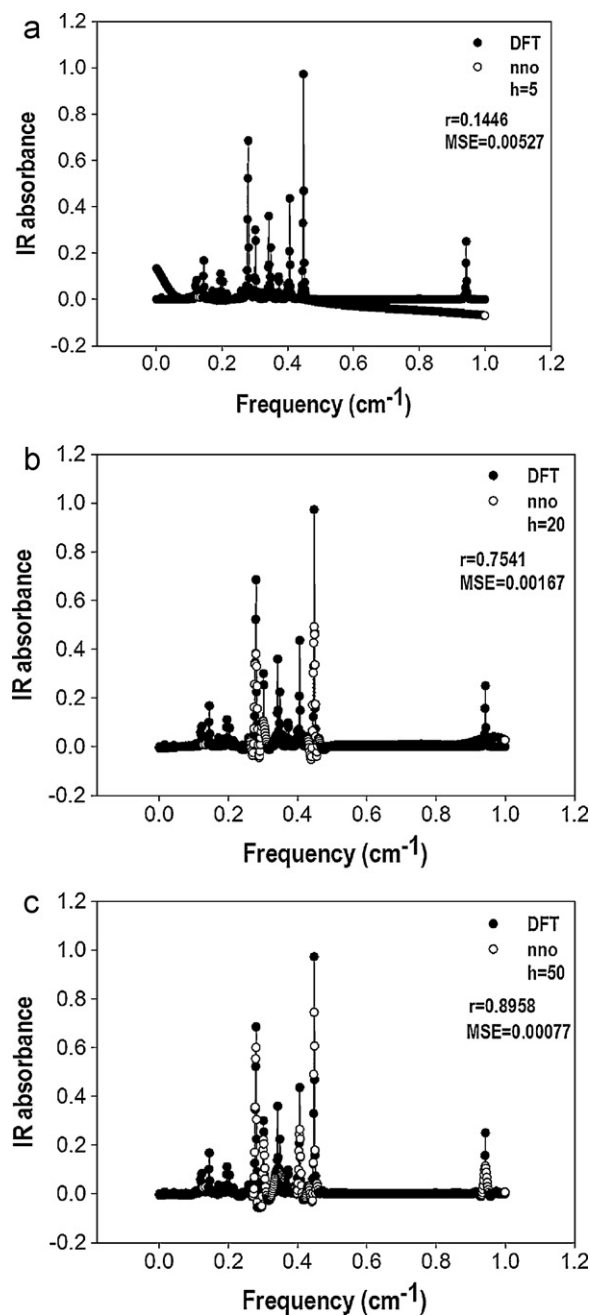 a
1.2
1.0
0.8
0.6
0.4
0.2
0.0
-0.2
IR absorbance
DFT
nno
h=5
r=0.1446
MSE=0.00527
0.0 0.2 0.4 0.6 0.8 1.0 1.2
Frequency (cm-1)
b
1.2
1.0
0.8
0.6
0.4
0.2
0.0
-0.2
IR absorbance
DFT
nno
h=20
r=0.7541
MSE=0.00167
0.0 0.2 0.4 0.6 0.8 1.0 1.2
Frequency (cm-1)
c
1.2
1.0
0.8
0.6
0.4
0.2
0.0
-0.2
IR absorbance
DFT
nno
h=50
r=0.8958
MSE=0.00077
0.0 0.2 0.4 0.6 0.8 1.0 1.2
Frequency (cm-1)